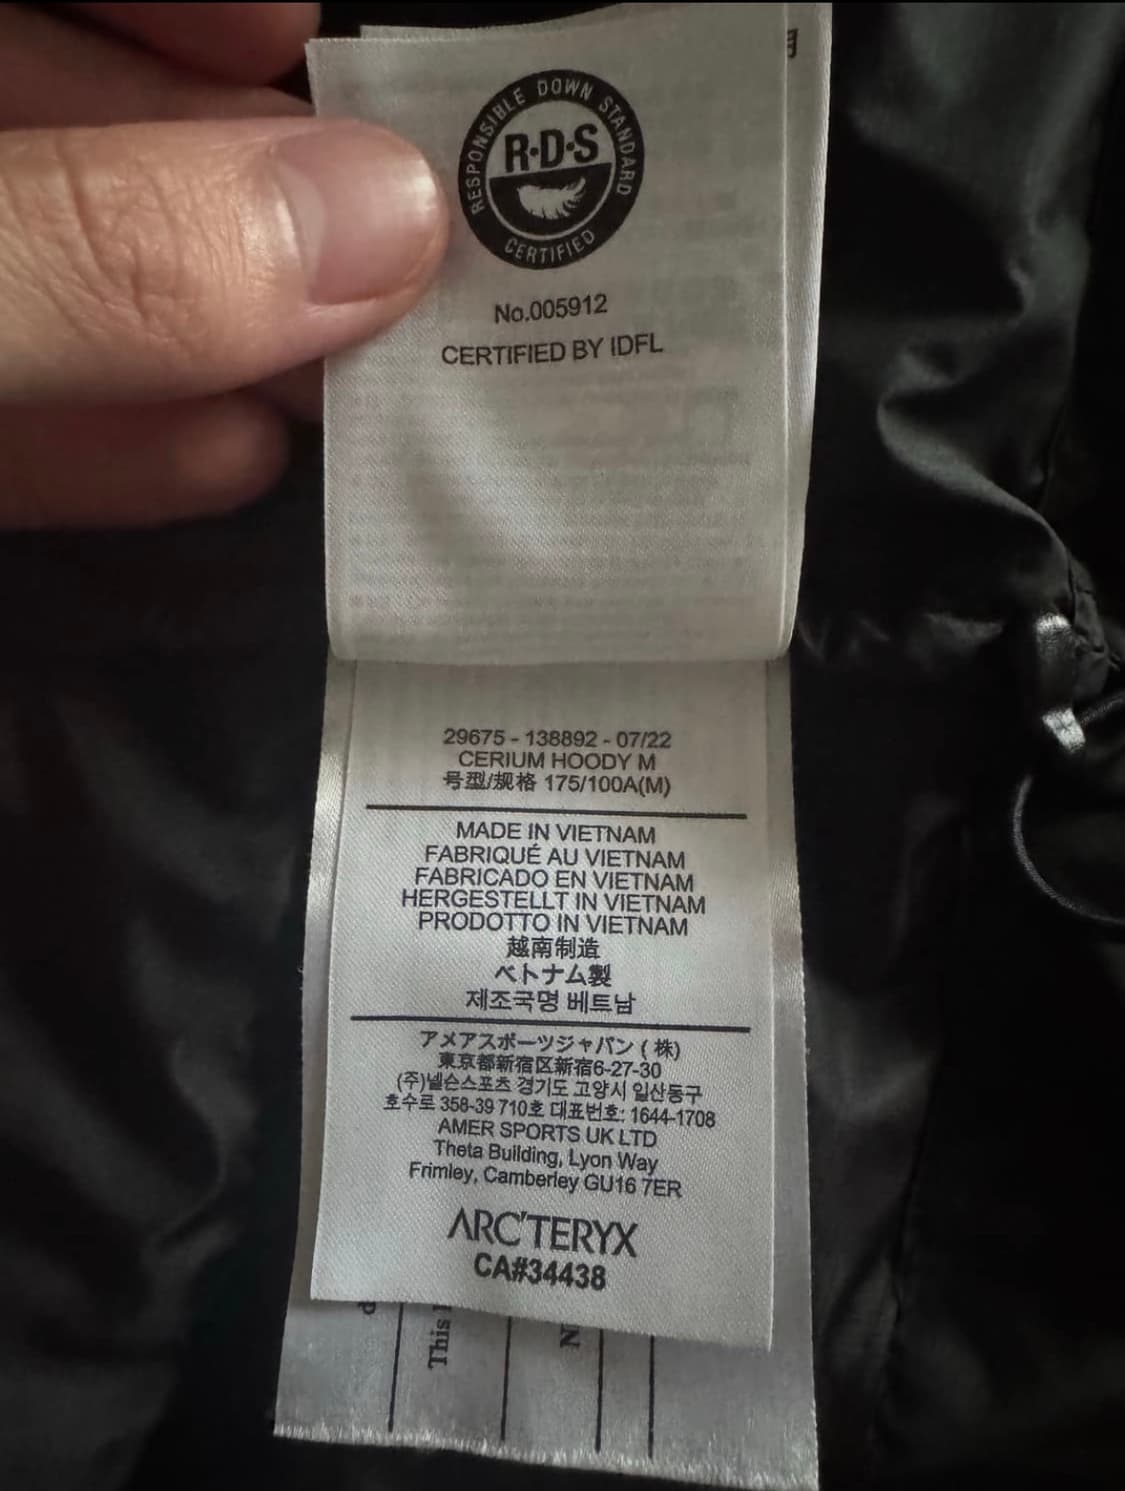 RESPONSIBLE DOWN STANDARD
R·D·S
CERTIFIED
No.005912
CERTIFIED BY IDFL
29675 - 138892 - 07/22
CERIUM HOODY M
号型/规格 175/100A(M)
MADE IN VIETNAM
FABRIQUÉ AU VIETNAM
FABRICADO EN VIETNAM
HERGESTELLT IN VIETNAM
PRODOTTO IN VIETNAM
越南制造
ベトナム製
제조국명 베트남
アメアスポーツジャパン ( 株)
東京都新宿区新宿6-27-30
(주)넬슨스포츠 경기도 고양시 일산동구
호수로 358-39 710호 대표번호: 1644-1708
AMER SPORTS UK LTD
Theta Building, Lyon Way
Frimley, Camberley GU16 7ER
ARC'TERYX
CA#34438
This